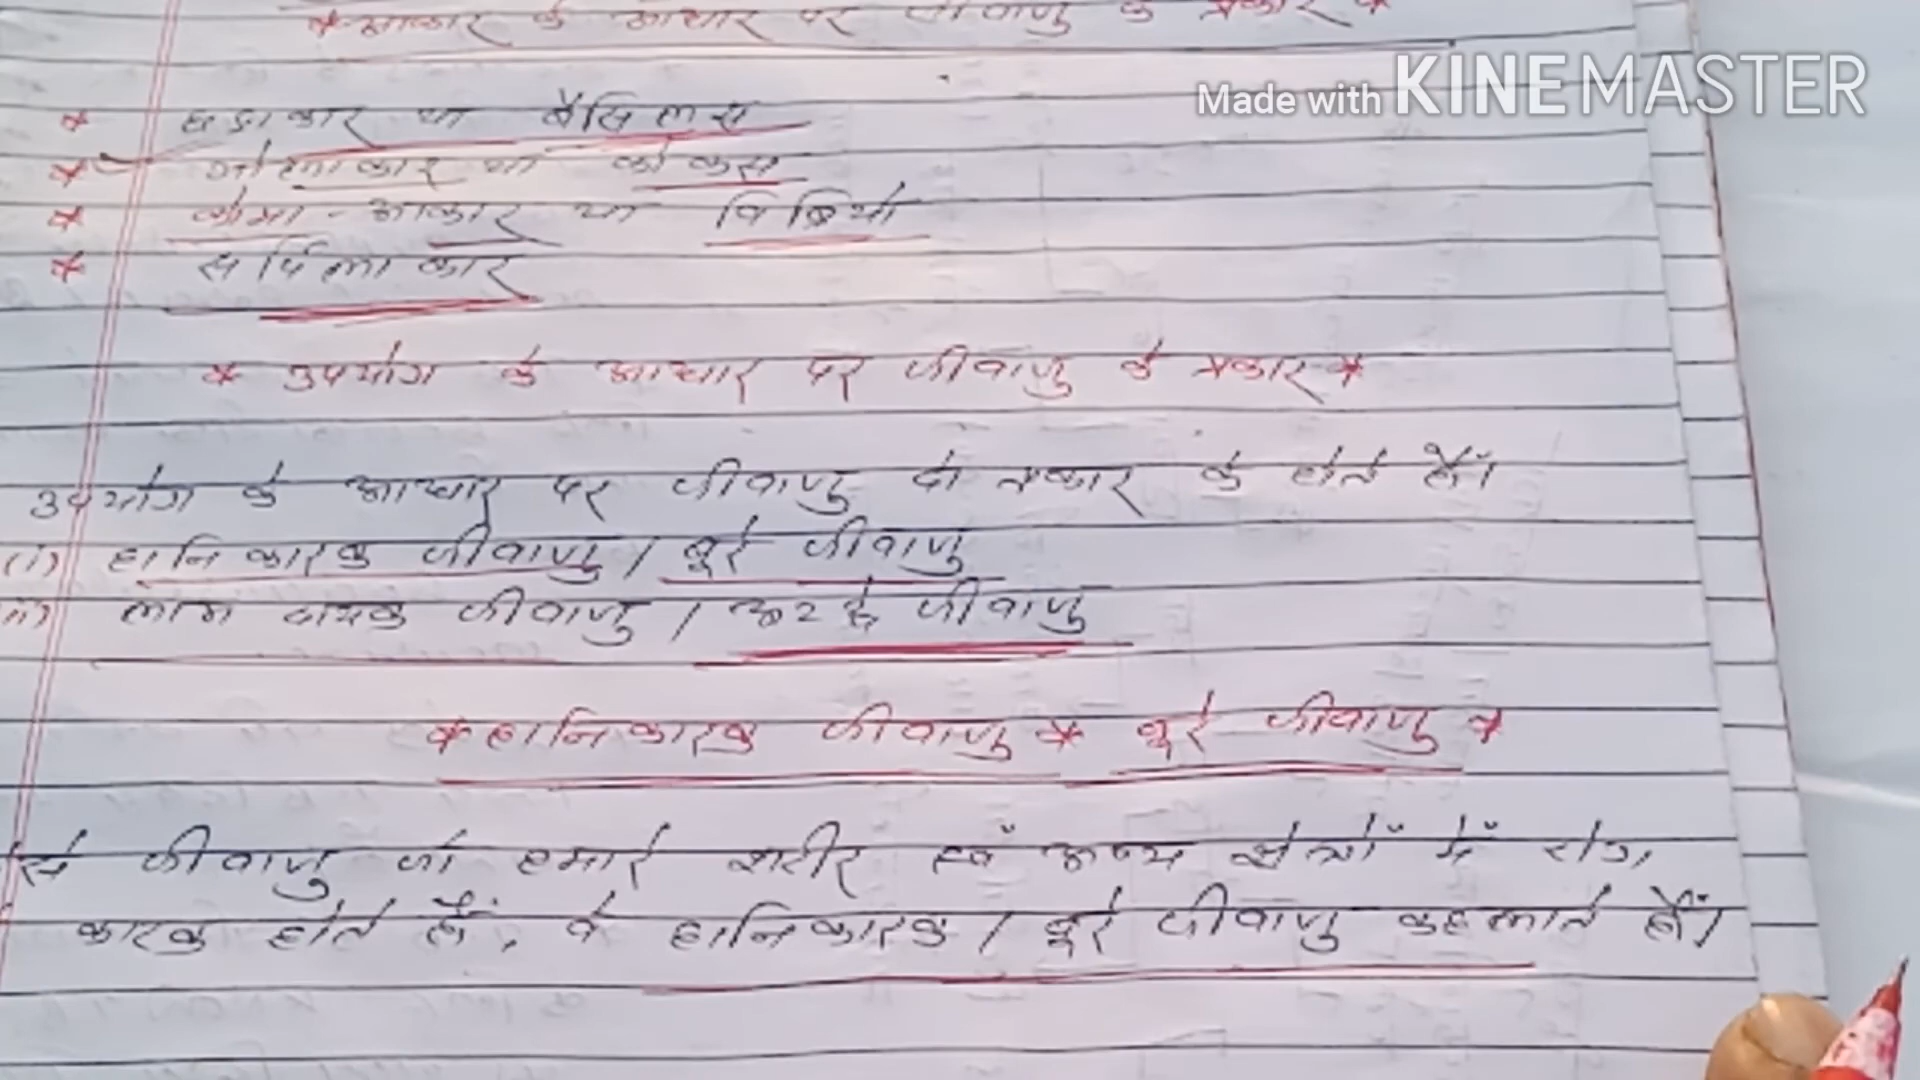 *आकार के आधार पर जीवाणु के प्रकार*
Made with KINEMASTER
* छड़ाकार या बैसिलस
* गोलाकार या कोकस
* कोमा-आकार या विब्रियो
* सर्पिलाकार
* उपयोग के आधार पर जीवाणु के प्रकार*
उपयोग के आधार पर जीवाणु दो प्रकार के होते हैं।
(i) हानिकारक जीवाणु / बूरे जीवाणु
ii) लाभ दायक जीवाणु / अच्छे जीवाणु
*हानिकारक जीवाणु * बूरे जीवाणु *
से जीवाणु जो हमारे शरीर एवं अन्य क्षेत्रों में रोग
कारक होते हैं, वे हानिकारक / बूरे जीवाणु कहलाते हैं।